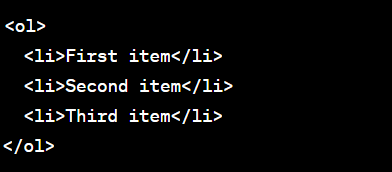 <ol>
  <li>First item</li>
  <li>Second item</li>
  <li>Third item</li>
</ol>